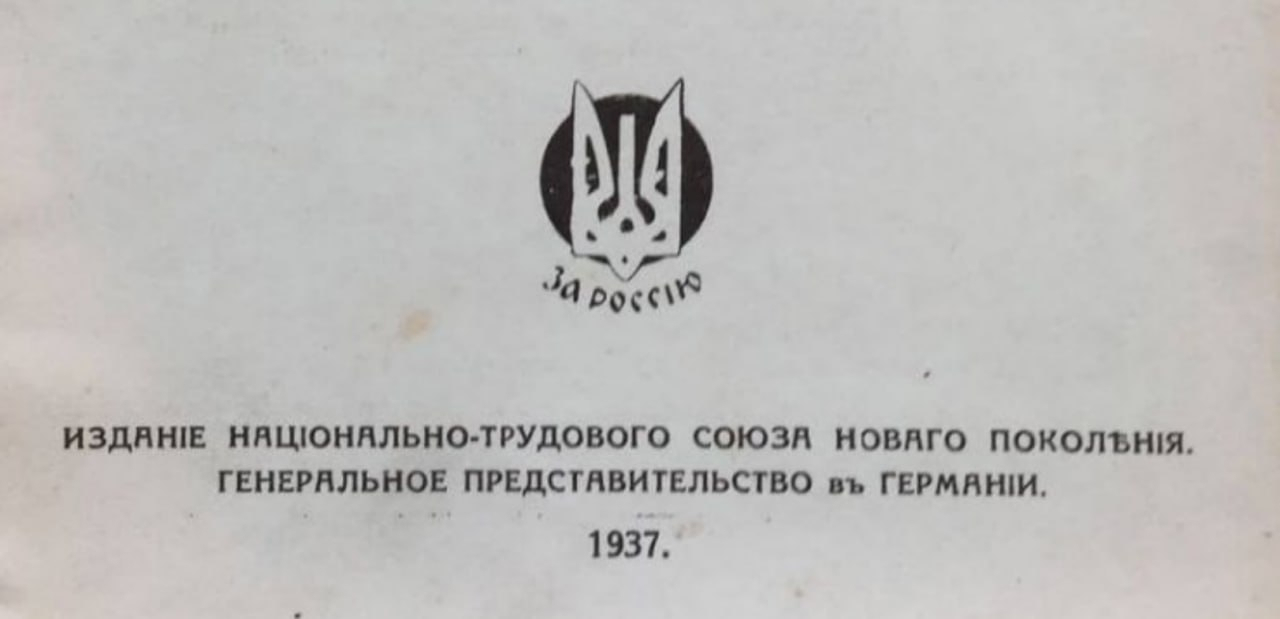 ЗА РОССІЮ
ИЗДАНІЕ НАЦІОНАЛЬНО-ТРУДОВОГО СОЮЗА НОВАГО ПОКОЛѢНІЯ.
ГЕНЕРАЛЬНОЕ ПРЕДСТАВИТЕЛЬСТВО въ ГЕРМАНІИ.
1937.